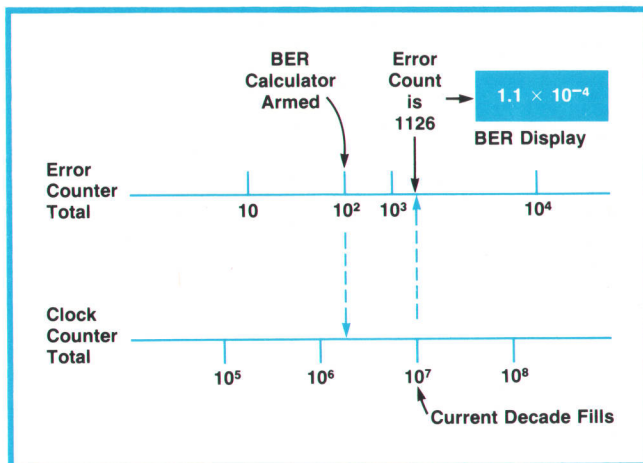 BER
Calculator
Armed
Error
Count
is
1126
1.1 × 10⁻⁴
BER Display
Error
Counter
Total
10
10²
10³
10⁴
Clock
Counter
Total
10⁵
10⁶
10⁷
10⁸
Current Decade Fills